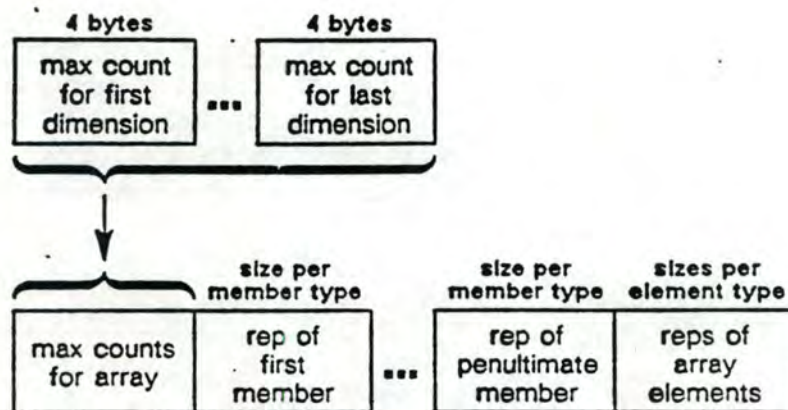 4 bytes 4 bytes
max count max count
for first for last
dimension ... dimension
size per size per sizes per
member type member type element type
max counts rep of rep of reps of
for array first ... penultimate array
member member elements